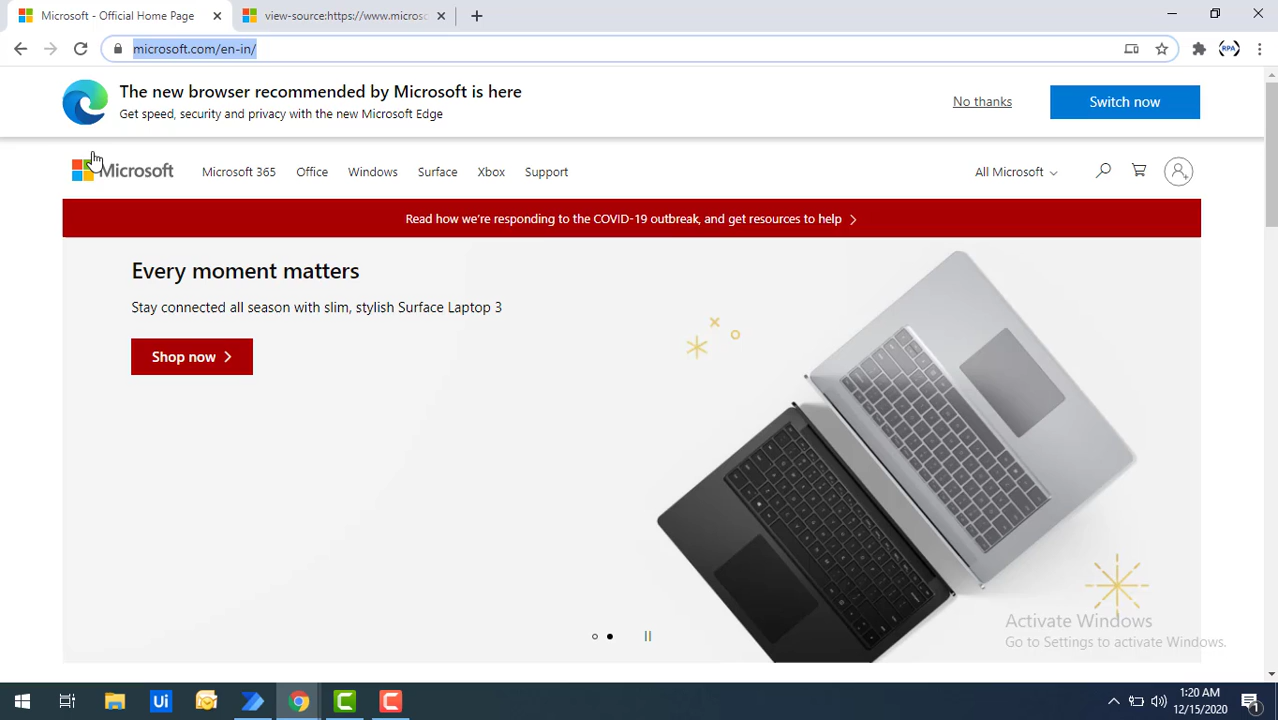 Microsoft - Official Home Page
view-source:https://www.micros
microsoft.com/en-in/
RPA
The new browser recommended by Microsoft is here
Get speed, security and privacy with the new Microsoft Edge
No thanks
Switch now
Microsoft
Microsoft 365
Office
Windows
Surface
Xbox
Support
All Microsoft
Read how we're responding to the COVID-19 outbreak, and get resources to help
Every moment matters
Stay connected all season with slim, stylish Surface Laptop 3
Shop now
Activate Windows
Go to Settings to activate Windows.
Ui
C
C
1:20 AM
12/15/2020
1